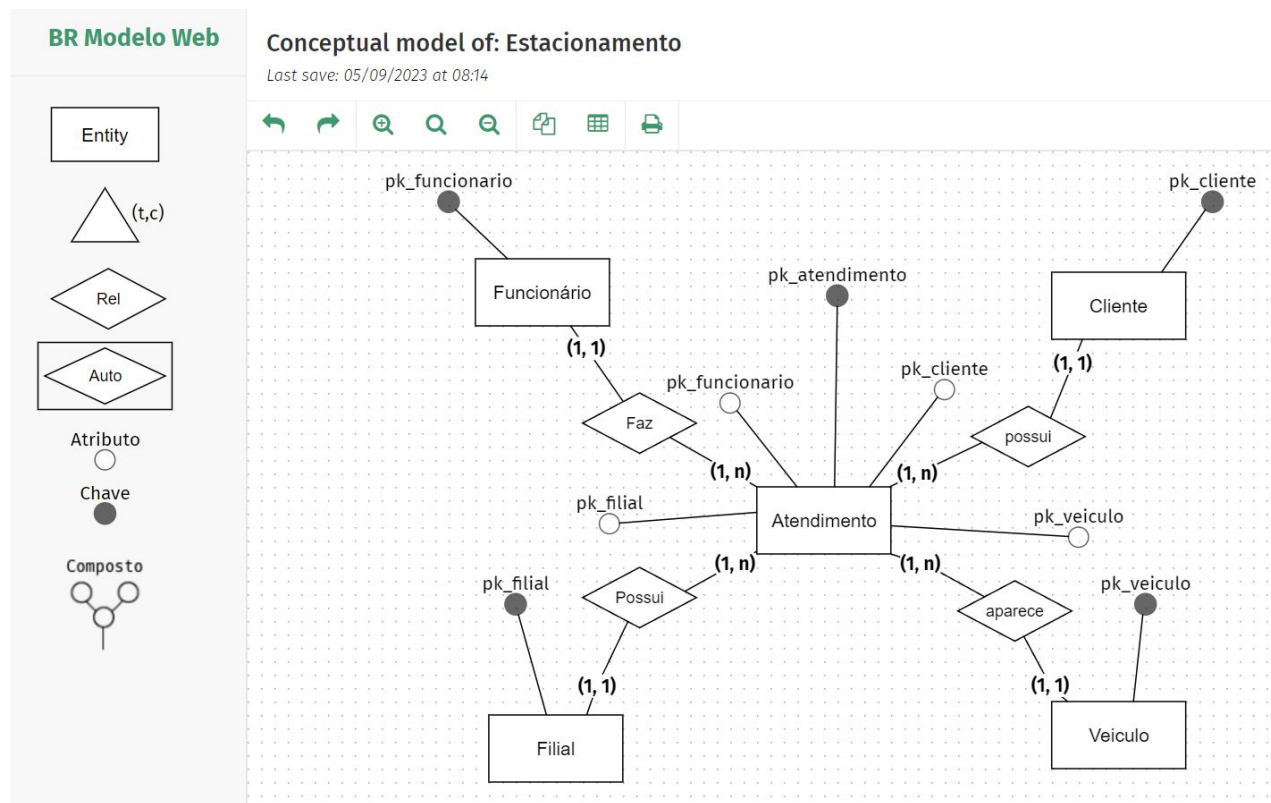 BR Modelo Web
Conceptual model of: Estacionamento
Last save: 05/09/2023 at 08:14
Entity
(t,c)
Rel
Auto
Atributo
Chave
Composto
pk_funcionario
pk_cliente
Funcionário
pk_atendimento
Cliente
(1, 1)
(1, 1)
pk_funcionario
pk_cliente
Faz
possui
(1, n)
(1, n)
pk_filial
Atendimento
pk_veiculo
(1, n)
(1, n)
pk_filial
Possui
aparece
pk_veiculo
(1, 1)
(1, 1)
Filial
Veiculo